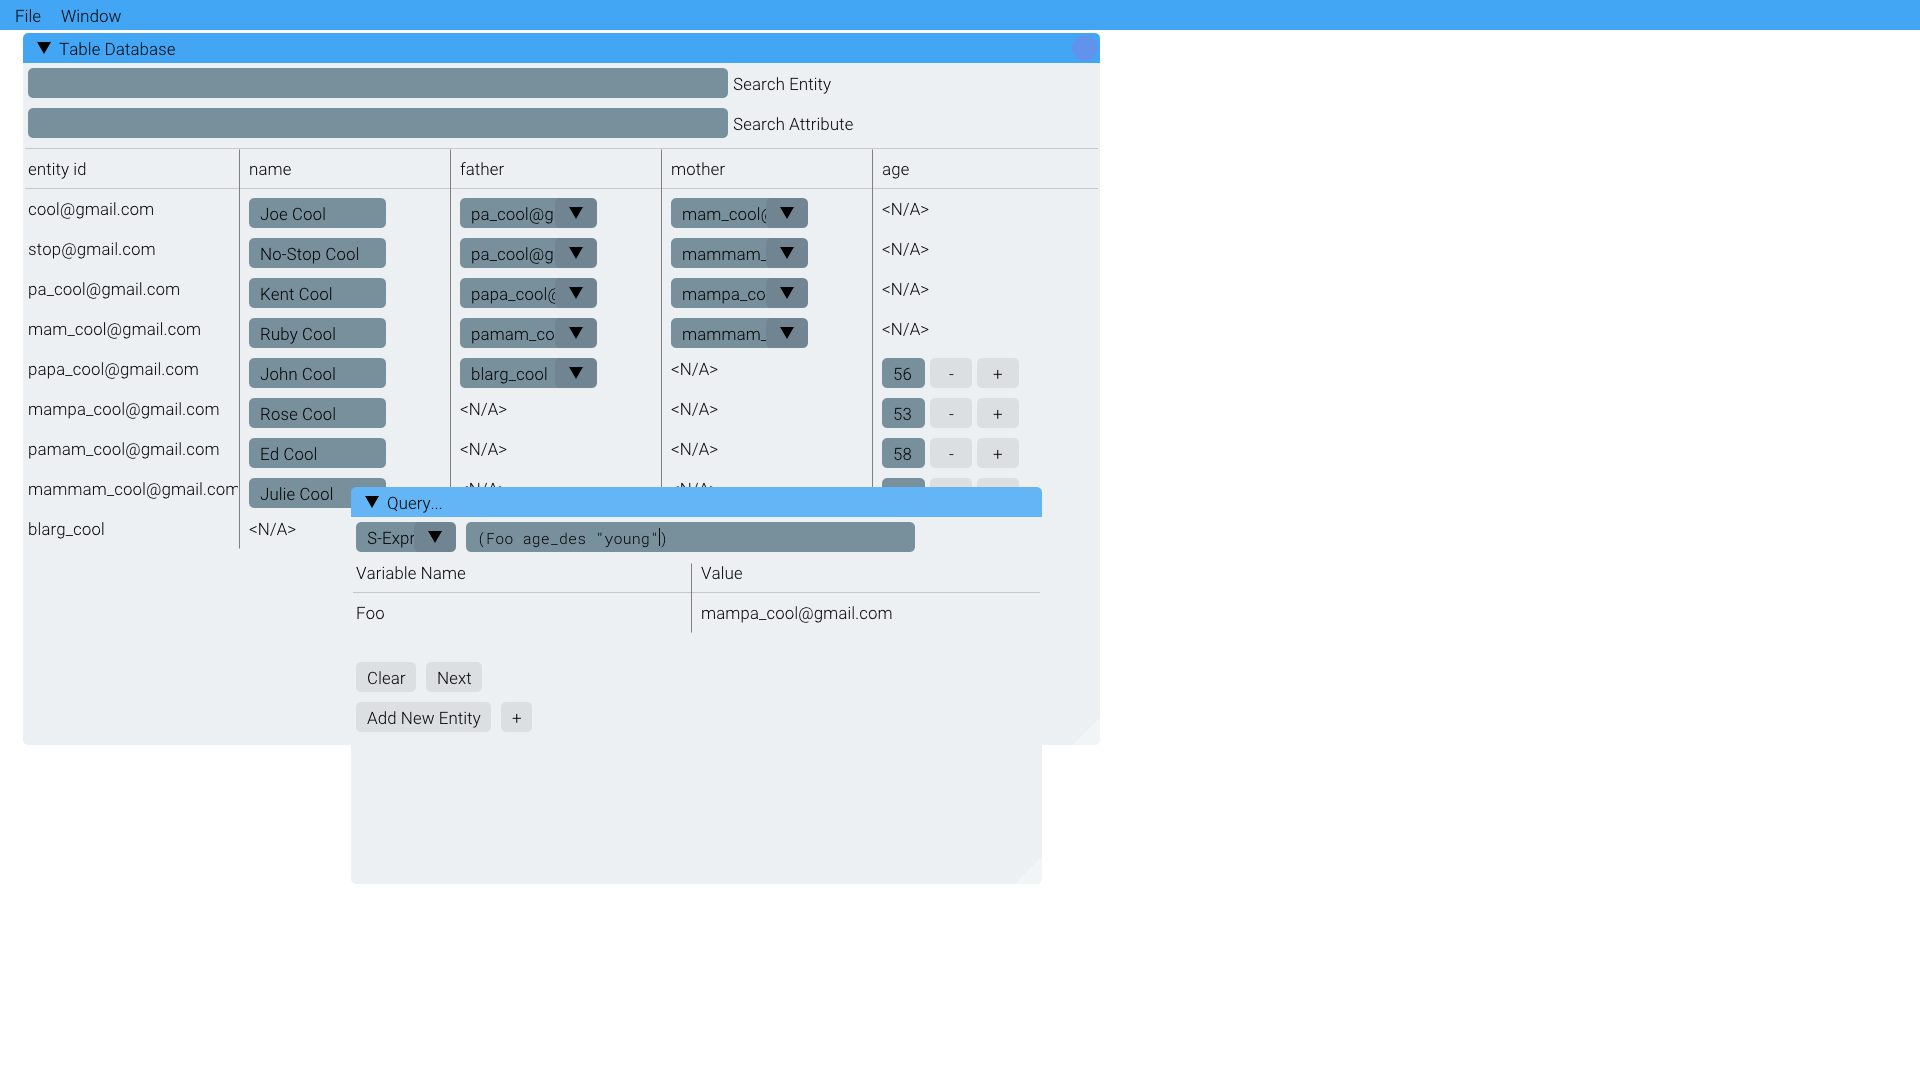 File Window
Table Database
Search Entity
Search Attribute
entity id name father mother age
cool@gmail.com Joe Cool pa_cool@g mam_cool@ <N/A>
stop@gmail.com No-Stop Cool pa_cool@g mammam_ <N/A>
pa_cool@gmail.com Kent Cool papa_cool@ mampa_co <N/A>
mam_cool@gmail.com Ruby Cool pamam_co mammam_ <N/A>
papa_cool@gmail.com John Cool blarg_cool <N/A> 56 - +
mampa_cool@gmail.com Rose Cool <N/A> <N/A> 53 - +
pamam_cool@gmail.com Ed Cool <N/A> <N/A> 58 - +
mammam_cool@gmail.com Julie Cool <N/A> <N/A>
blarg_cool <N/A>
Query...
S-Expr (Foo age_des "young")
Variable Name Value
Foo mampa_cool@gmail.com
Clear Next
Add New Entity +